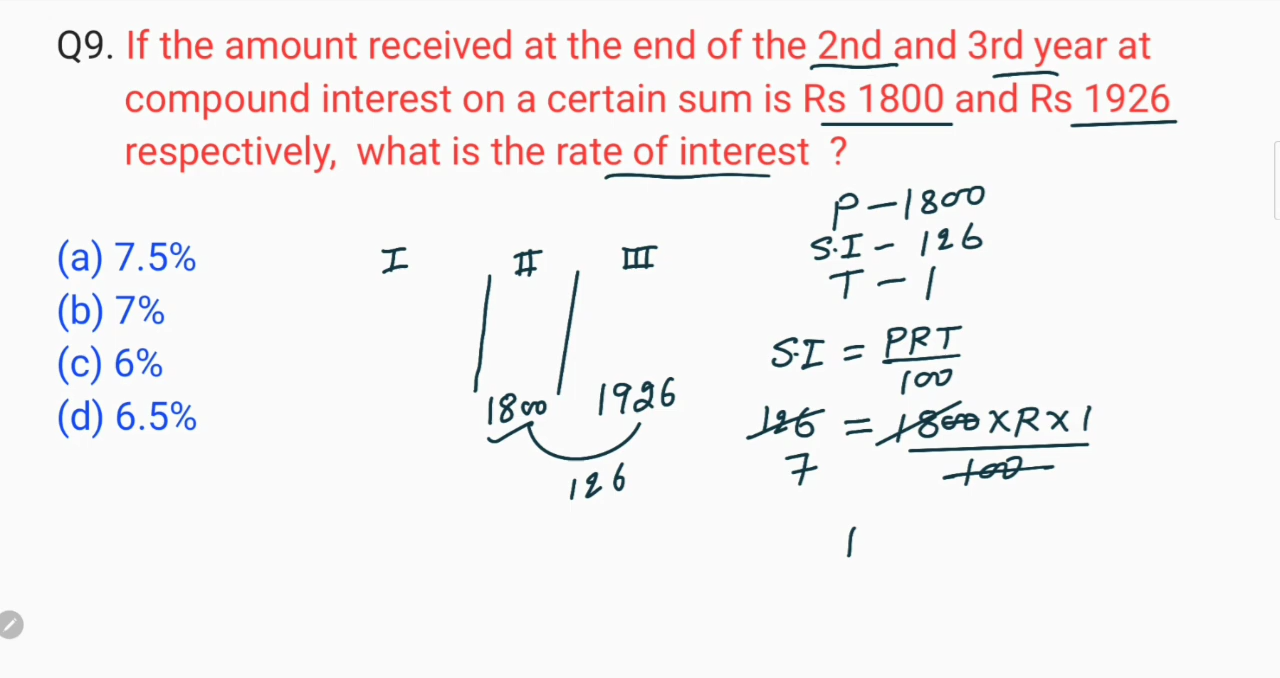 Q9. If the amount received at the end of the 2nd and 3rd year at
compound interest on a certain sum is Rs 1800 and Rs 1926
respectively, what is the rate of interest ?
(a) 7.5%
(b) 7%
(c) 6%
(d) 6.5%
I II III
1800 1926
126
P - 1800
S.I - 126
T - 1
S.I = PRT
100
126 = 1800 X R X 1
7 100